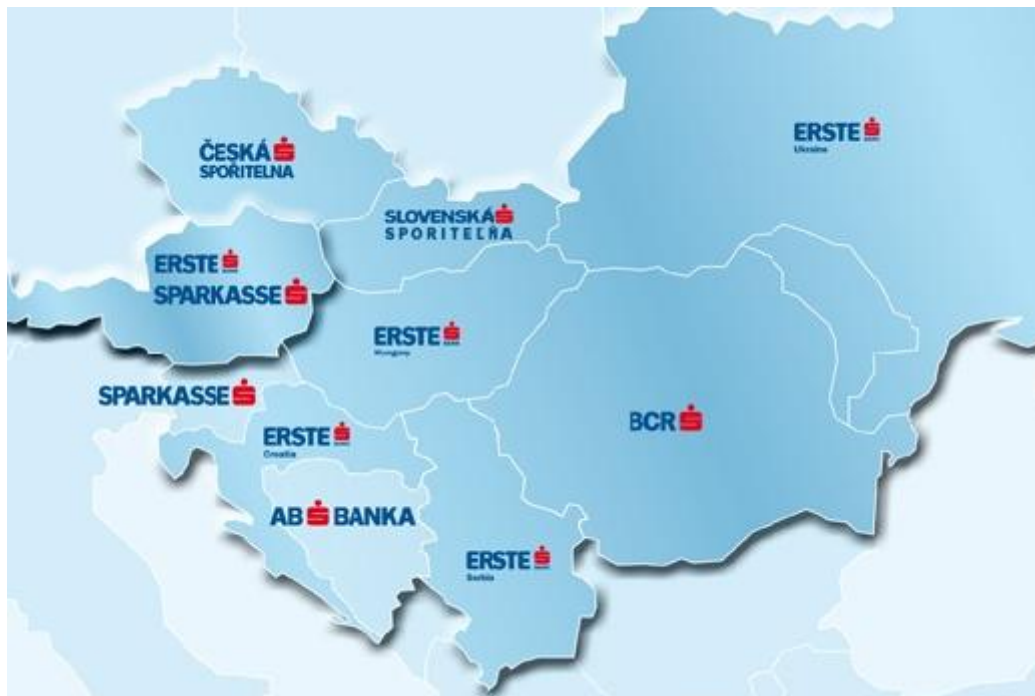 ČESKÁ
SPOŘITELNA
ERSTE
Ukraine
SLOVENSKÁ
SPORITEĽŇA
ERSTE
SPARKASSE
ERSTE
Hungary
SPARKASSE
ERSTE
Croatia
BCR
AB BANKA
ERSTE
Serbia